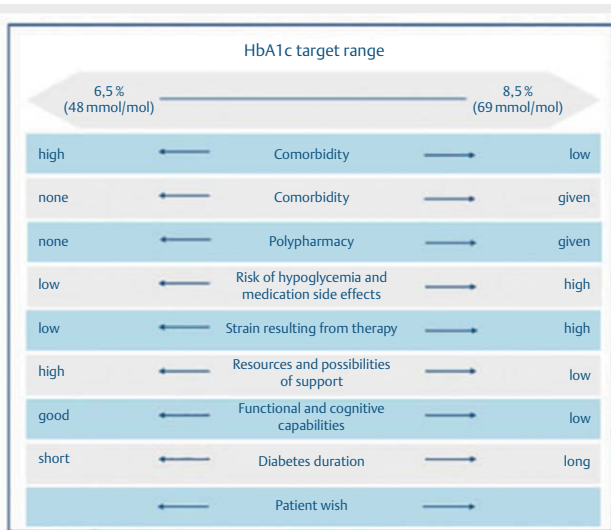 HbA1c target range
6,5 % 8,5 %
(48 mmol/mol) (69 mmol/mol)
high Comorbidity low
none Comorbidity given
none Polypharmacy given
low Risk of hypoglycemia and high
medication side effects
low Strain resulting from therapy high
high Resources and possibilities low
of support
good Functional and cognitive low
capabilities
short Diabetes duration long
Patient wish